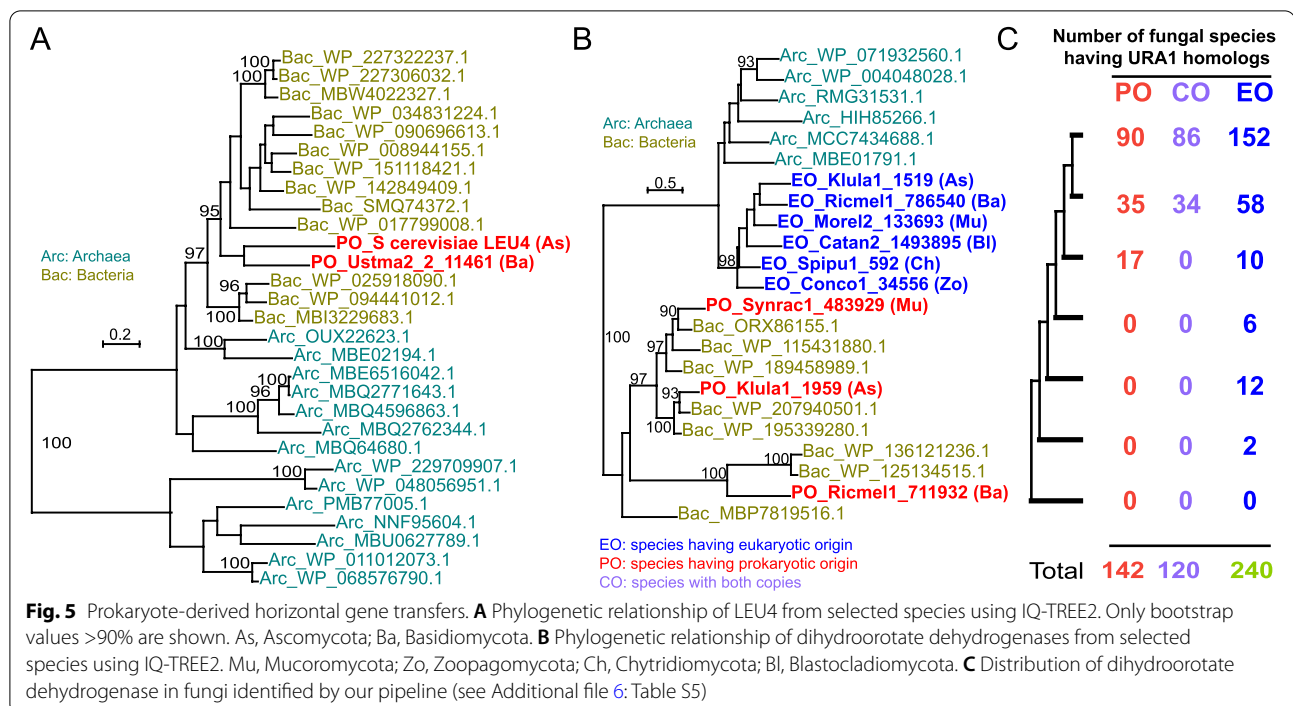 A
Bac_WP_227322237.1
Bac_WP_227306032.1
Bac_MBW4022327.1
Bac_WP_034831224.1
Bac_WP_090696613.1
Bac_WP_008944155.1
Bac_WP_151118421.1
Bac_WP_142849409.1
Bac_SMQ74372.1
Bac_WP_017799008.1
PO_S cerevisiae LEU4 (As)
PO_Ustma2_2_11461 (Ba)
Bac_WP_025918090.1
Bac_WP_094441012.1
Bac_MBI3229683.1
Arc_OUX22623.1
Arc_MBE02194.1
Arc_MBE6516042.1
Arc_MBQ2771643.1
Arc_MBQ4596863.1
Arc_MBQ2762344.1
Arc_MBQ64680.1
Arc_WP_229709907.1
Arc_WP_048056951.1
Arc_PMB77005.1
Arc_NNF95604.1
Arc_MBU0627789.1
Arc_WP_011012073.1
Arc_WP_068576790.1
100
100
95
97
96
100
100
100
96
100
100
100
100
Arc: Archaea
Bac: Bacteria
0.2
B
Arc_WP_071932560.1
Arc_WP_004048028.1
Arc_RMG31531.1
Arc_HIH85266.1
Arc_MCC7434688.1
Arc_MBE01791.1
EO_Klula1_1519 (As)
EO_Ricmel1_786540 (Ba)
EO_Morel2_133693 (Mu)
EO_Catan2_1493895 (Bl)
EO_Spipu1_592 (Ch)
EO_Conco1_34556 (Zo)
PO_Synrac1_483929 (Mu)
Bac_ORX86155.1
Bac_WP_115431880.1
Bac_WP_189458989.1
PO_Klula1_1959 (As)
Bac_WP_207940501.1
Bac_WP_195339280.1
Bac_WP_136121236.1
Bac_WP_125134515.1
PO_Ricmel1_711932 (Ba)
Bac_MBP7819516.1
93
98
90
100
97
97
93
100
100
100
Arc: Archaea
Bac: Bacteria
0.5
EO: species having eukaryotic origin
PO: species having prokaryotic origin
CO: species with both copies
C
Number of fungal species
having URA1 homologs
PO CO EO
90 86 152
35 34 58
17 0 10
0 0 6
0 0 12
0 0 2
0 0 0
Total 142 120 240
Fig. 5 Prokaryote-derived horizontal gene transfers. A Phylogenetic relationship of LEU4 from selected species using IQ-TREE2. Only bootstrap
values >90% are shown. As, Ascomycota; Ba, Basidiomycota. B Phylogenetic relationship of dihydroorotate dehydrogenases from selected
species using IQ-TREE2. Mu, Mucoromycota; Zo, Zoopagomycota; Ch, Chytridiomycota; Bl, Blastocladiomycota. C Distribution of dihydroorotate
dehydrogenase in fungi identified by our pipeline (see Additional file 6: Table S5)